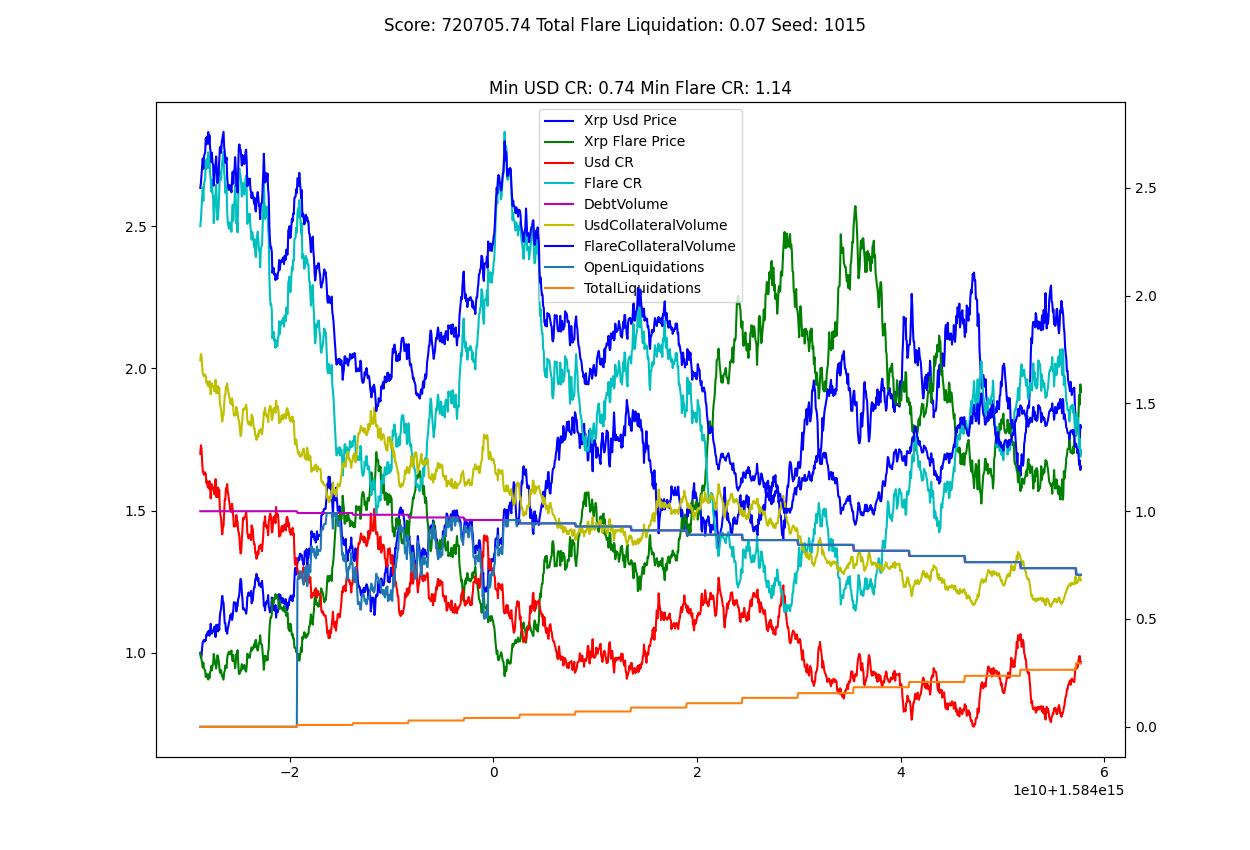 Score: 720705.74 Total Flare Liquidation: 0.07 Seed: 1015
Min USD CR: 0.74 Min Flare CR: 1.14
Xrp Usd Price
Xrp Flare Price
Usd CR
Flare CR
DebtVolume
UsdCollateralVolume
FlareCollateralVolume
OpenLiquidations
TotalLiquidations
2.5
2.0
1.5
1.0
2.5
2.0
1.5
1.0
0.5
0.0
−2 0 2 4 6
1e10+1.584e15